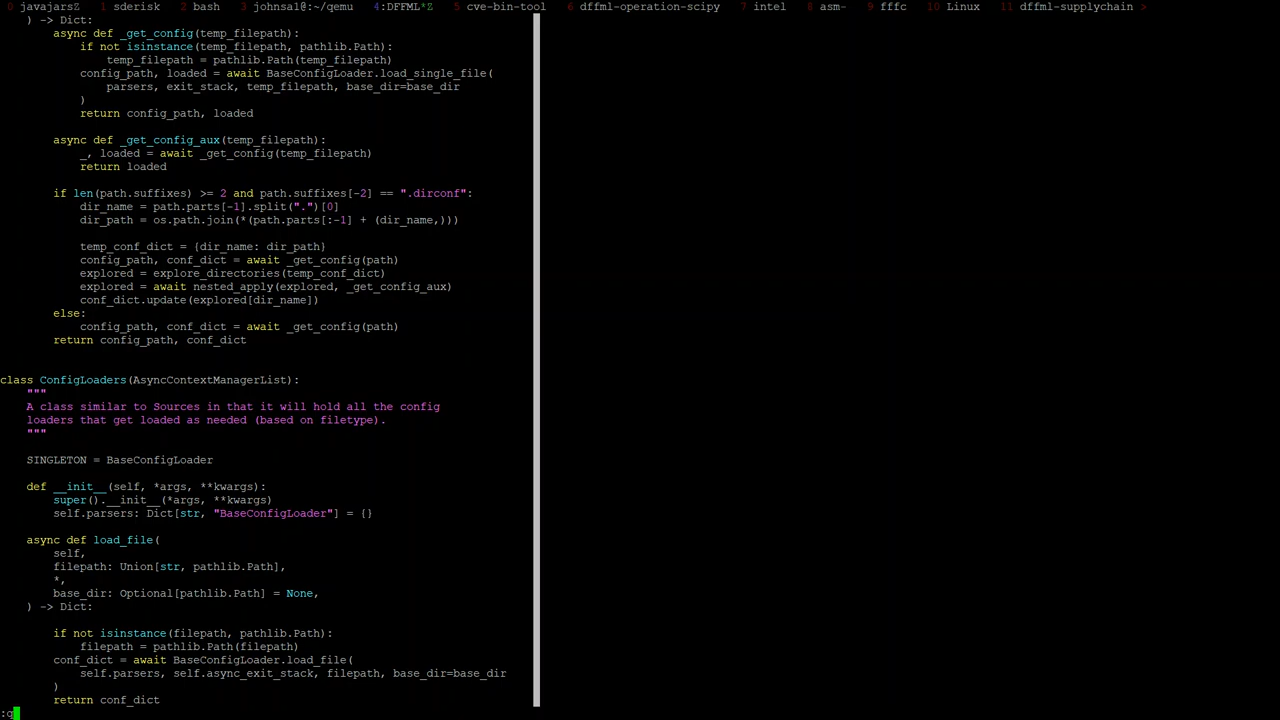 0 javajarsZ 1 sderisk 2 bash 3 johnsal@:~/qemu 4:DFFML*Z 5 cve-bin-tool 6 dffml-operation-scipy 7 intel 8 asm- 9 fffc 10 Linux 11 dffml-supplychain >
) -> Dict:
async def _get_config(temp_filepath):
if not isinstance(temp_filepath, pathlib.Path):
temp_filepath = pathlib.Path(temp_filepath)
config_path, loaded = await BaseConfigLoader.load_single_file(
parsers, exit_stack, temp_filepath, base_dir=base_dir
)
return config_path, loaded
async def _get_config_aux(temp_filepath):
_, loaded = await _get_config(temp_filepath)
return loaded
if len(path.suffixes) >= 2 and path.suffixes[-2] == ".dirconf":
dir_name = path.parts[-1].split(".")[0]
dir_path = os.path.join(*(path.parts[:-1] + (dir_name,)))
temp_conf_dict = {dir_name: dir_path}
config_path, conf_dict = await _get_config(path)
explored = explore_directories(temp_conf_dict)
explored = await nested_apply(explored, _get_config_aux)
conf_dict.update(explored[dir_name])
else:
config_path, conf_dict = await _get_config(path)
return config_path, conf_dict
class ConfigLoaders(AsyncContextManagerList):
"""
A class similar to Sources in that it will hold all the config
loaders that get loaded as needed (based on filetype).
"""
SINGLETON = BaseConfigLoader
def __init__(self, *args, **kwargs):
super().__init__(*args, **kwargs)
self.parsers: Dict[str, "BaseConfigLoader"] = {}
async def load_file(
self,
filepath: Union[str, pathlib.Path],
*,
base_dir: Optional[pathlib.Path] = None,
) -> Dict:
if not isinstance(filepath, pathlib.Path):
filepath = pathlib.Path(filepath)
conf_dict = await BaseConfigLoader.load_file(
self.parsers, self.async_exit_stack, filepath, base_dir=base_dir
)
return conf_dict
:q